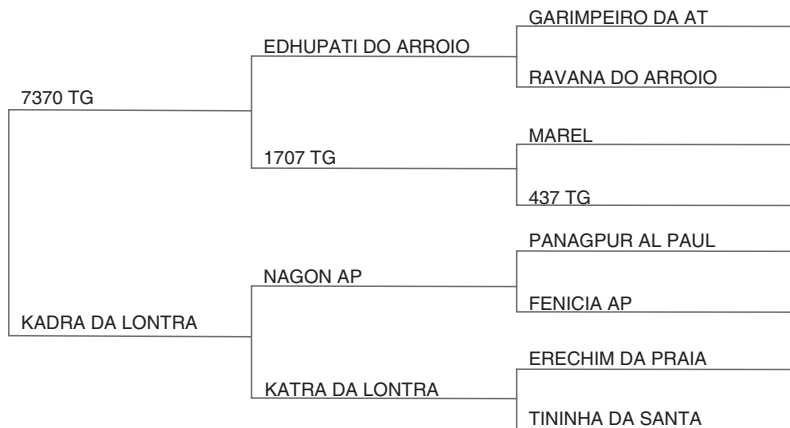 GARIMPEIRO DA AT
EDHUPATI DO ARROIO
RAVANA DO ARROIO
7370 TG
MAREL
1707 TG
437 TG
PANAGPUR AL PAUL
NAGON AP
FENICIA AP
KADRA DA LONTRA
ERECHIM DA PRAIA
KATRA DA LONTRA
TININHA DA SANTA